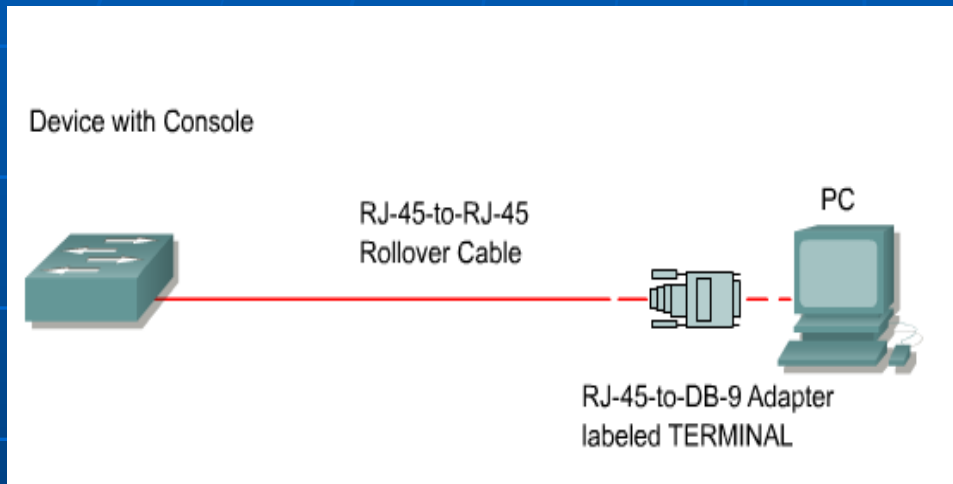 Device with Console
RJ-45-to-RJ-45
Rollover Cable
PC
RJ-45-to-DB-9 Adapter
labeled TERMINAL